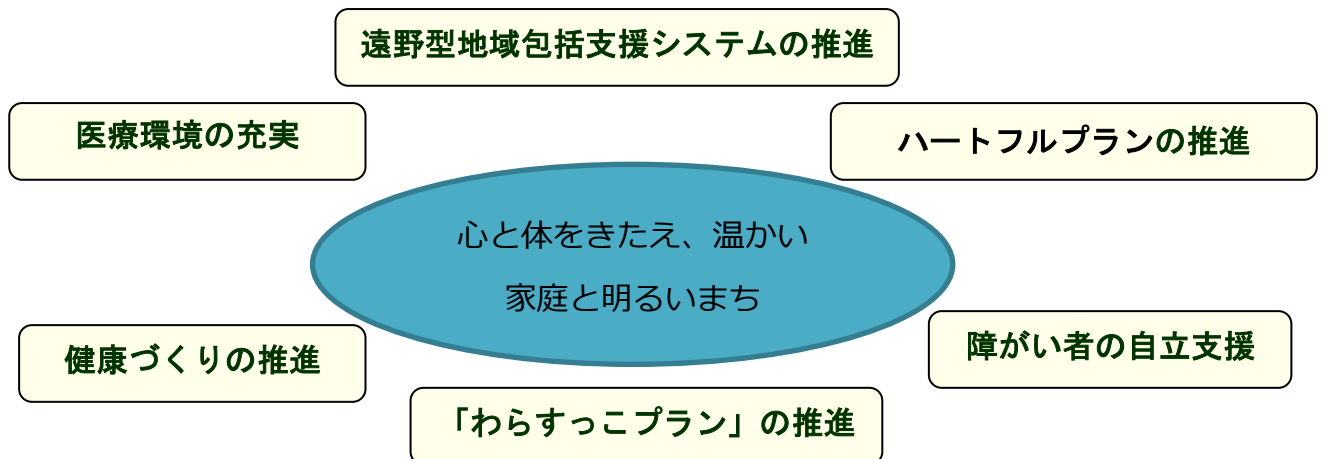 遠野型地域包括支援システムの推進
医療環境の充実
ハートフルプランの推進
心と体をきたえ、温かい
家庭と明るいまち
健康づくりの推進
障がい者の自立支援
「わらすっこプラン」の推進